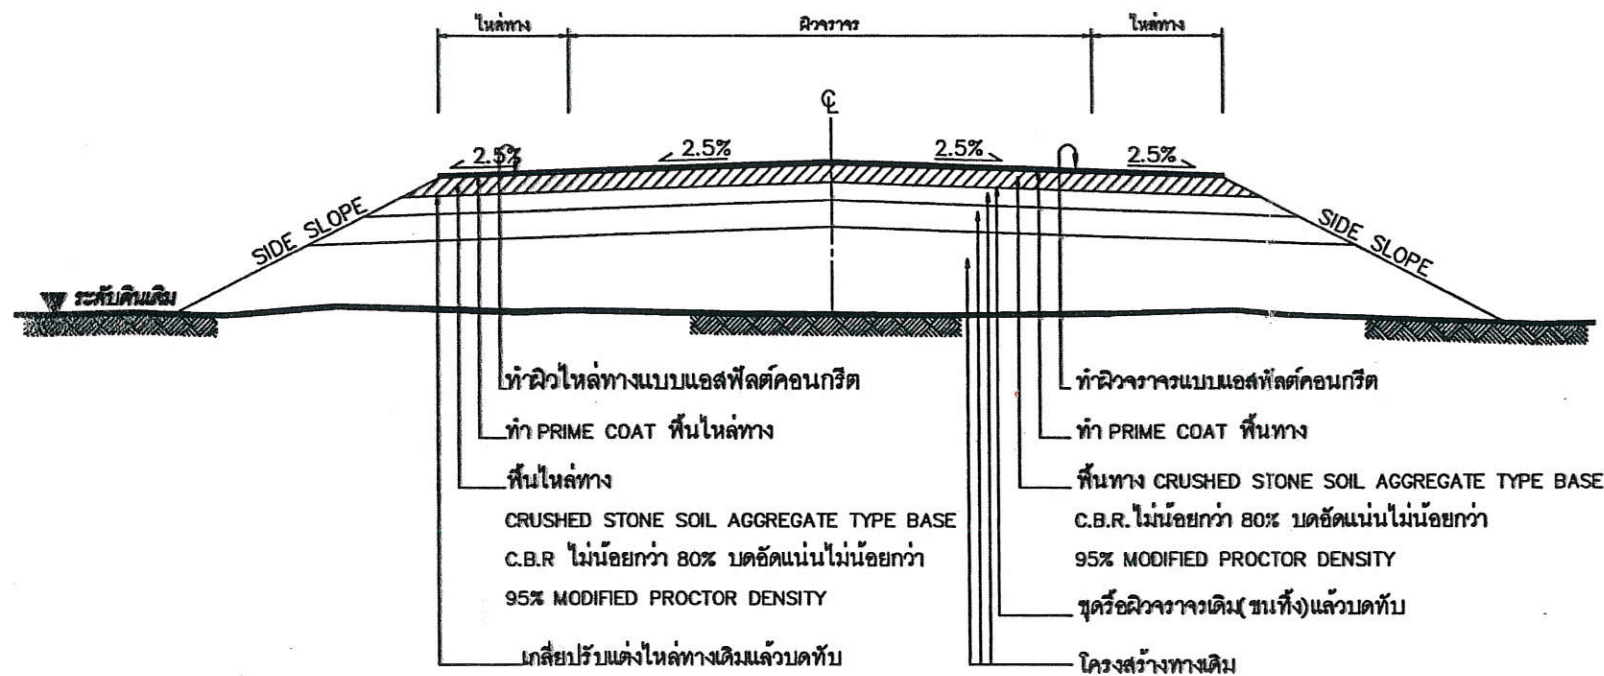 ไหล่ทาง ผิวจราจร ไหล่ทาง
℄
2.5% 2.5% 2.5% 2.5%
SIDE SLOPE SIDE SLOPE
ระดับดินเดิม
ทำผิวไหล่ทางแบบแอสฟัลต์คอนกรีต
ทำ PRIME COAT พื้นไหล่ทาง
พื้นไหล่ทาง
CRUSHED STONE SOIL AGGREGATE TYPE BASE
C.B.R ไม่น้อยกว่า 80% บดอัดแน่นไม่น้อยกว่า
95% MODIFIED PROCTOR DENSITY
เกลี่ยปรับแต่งไหล่ทางเดิมแล้วบดทับ
ทำผิวจราจรแบบแอสฟัลต์คอนกรีต
ทำ PRIME COAT พื้นทาง
พื้นทาง CRUSHED STONE SOIL AGGREGATE TYPE BASE
C.B.R. ไม่น้อยกว่า 80% บดอัดแน่นไม่น้อยกว่า
95% MODIFIED PROCTOR DENSITY
ขุดรื้อผิวจราจรเดิม(ขนทิ้ง)แล้วบดทับ
โครงสร้างทางเดิม